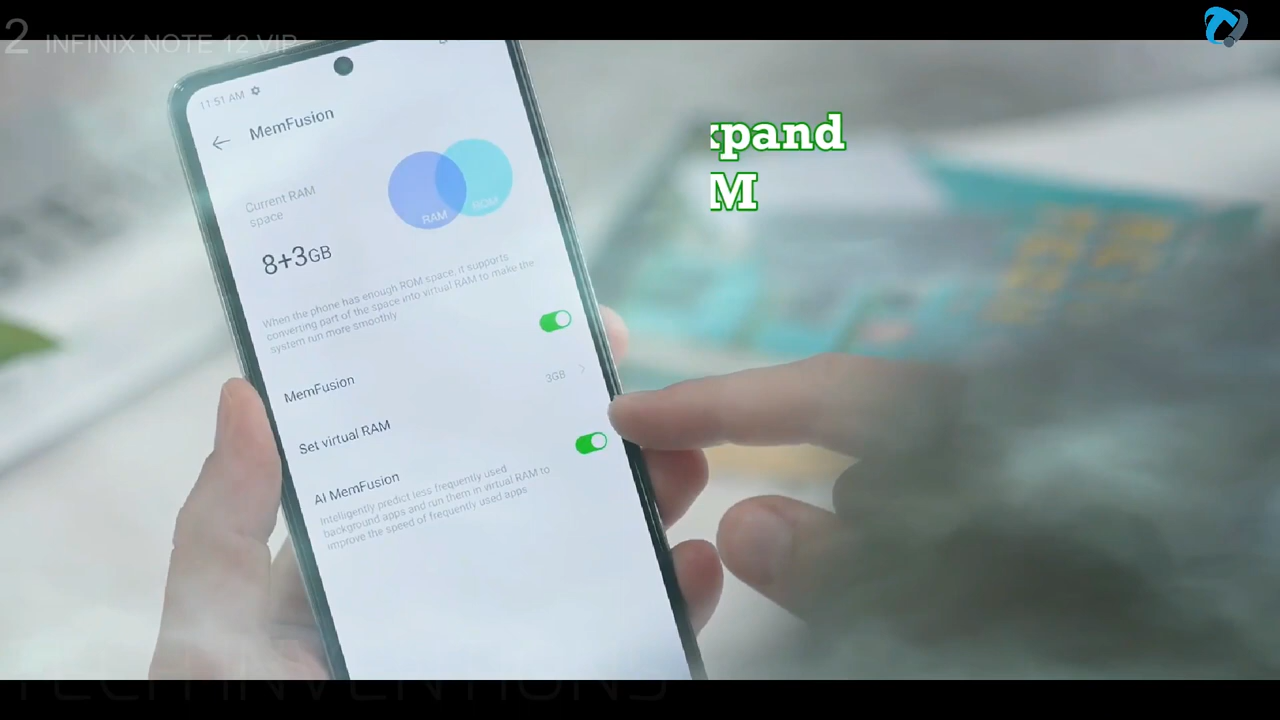 2 INFINIX NOTE 12 VIP
xpand
M
11:51 AM
MemFusion
Current RAM
space
RAM
ROM
8+3GB
When the phone has enough ROM space, it supports
converting part of the space into virtual RAM to make the
system run more smoothly
MemFusion
3GB
Set virtual RAM
AI MemFusion
Intelligently predict less frequently used
background apps and run them in virtual RAM to
improve the speed of frequently used apps
TECH INVENTIONS